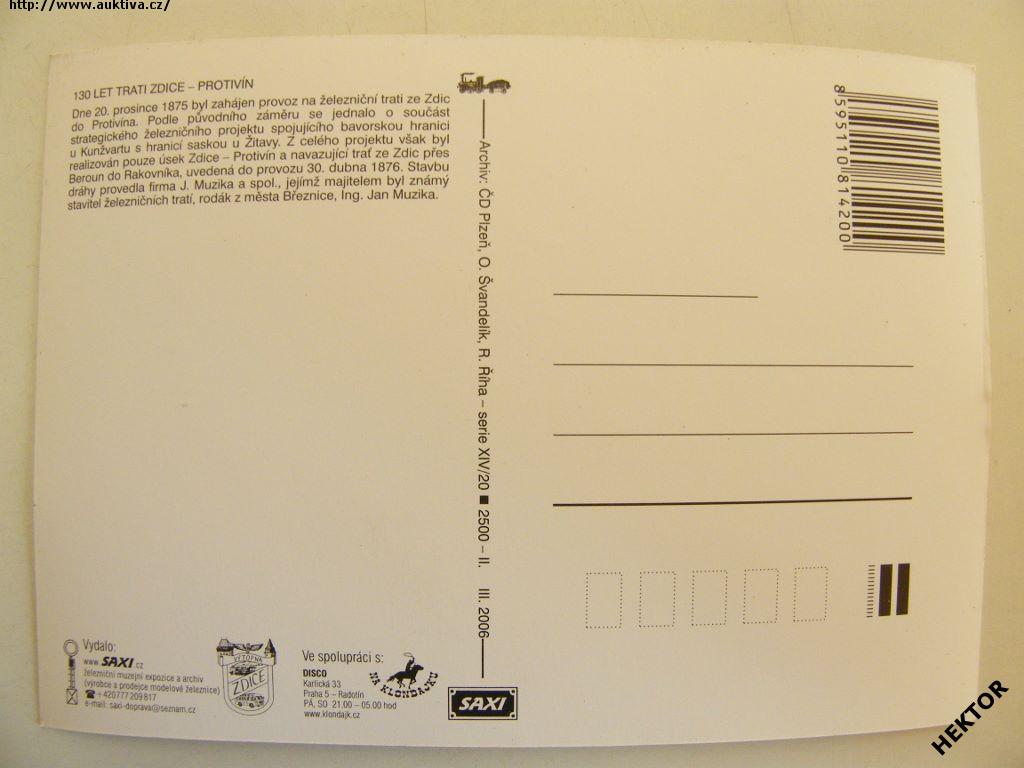 http://www.auktiva.cz/
130 LET TRATI ZDICE – PROTIVÍN
Dne 20. prosince 1875 byl zahájen provoz na železniční trati ze Zdic
do Protivína. Podle původního záměru se jednalo o součást
strategického železničního projektu spojujícího bavorskou hranici
u Kunžvartu s hranicí saskou u Žitavy. Z celého projektu však byl
realizován pouze úsek Zdice – Protivín a navazující trať ze Zdic přes
Beroun do Rakovníka, uvedená do provozu 30. dubna 1876. Stavbu
dráhy provedla firma J. Muzika a spol., jejímž majitelem byl známý
stavitel železničních tratí, rodák z města Březnice, Ing. Jan Muzika.
Archiv: ČD Plzeň, O. Švandelík, R. Říha – serie XIV/20 ■ 2500 – II. III. 2006
8595110814200
Vydalo:
www.SAXI.cz
železniční muzejní expozice a archiv
(výrobce a prodejce modelové železnice)
☎ +420777 209 817
e-mail: saxi-doprava@seznam.cz
VÝTOPNA
ZDICE
Ve spolupráci s:
DISCO
Karlická 33
Praha 5 – Radotín
PÁ, SO 21.00 – 05.00 hod
www.klondajk.cz
NA KLONDAJKU
SAXI
HEKTOR